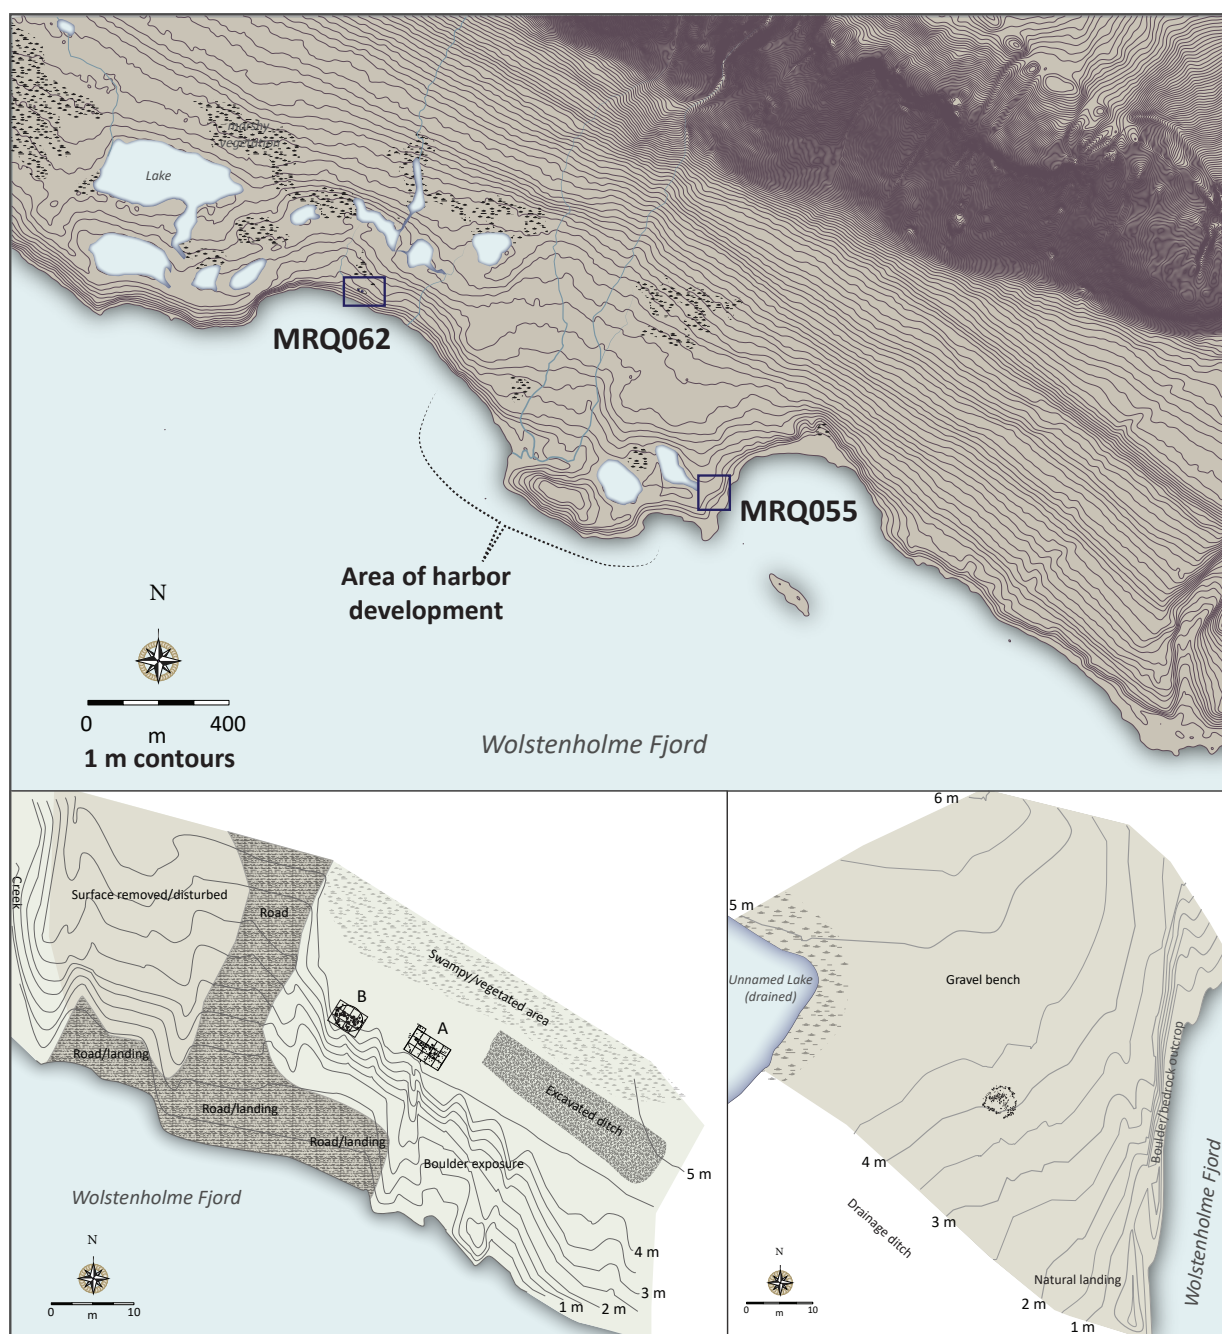 marshy
vegetation
Lake
MRQ062
MRQ055
Area of harbor
development
N
0 400
m
1 m contours
Wolstenholme Fjord
Creek
Surface removed/disturbed
Road
Swampy/vegetated area
B
A
Excavated ditch
Road/landing
Road/landing
Road/landing
Boulder exposure
5 m
4 m
3 m
2 m
1 m
Wolstenholme Fjord
N
0 10
m
6 m
5 m
Unnamed Lake
(drained)
Gravel bench
Boulder/bedrock outcrop
4 m
3 m
Drainage ditch
Natural landing
2 m
1 m
Wolstenholme Fjord
N
0 10
m